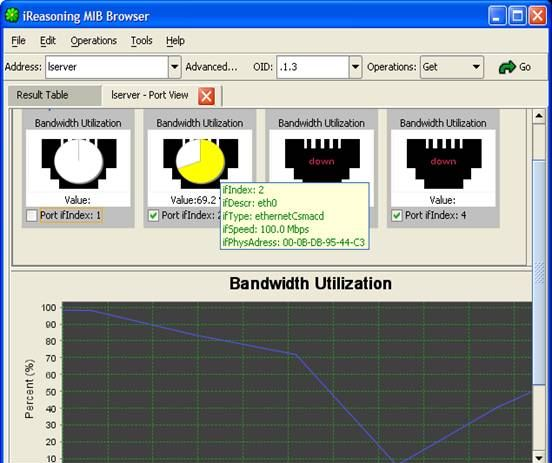 iReasoning MIB Browser
File Edit Operations Tools Help
Address: lserver Advanced... OID: .1.3 Operations: Get Go
Result Table lserver - Port View
Bandwidth Utilization Bandwidth Utilization Bandwidth Utilization Bandwidth Utilization
down down
Value: Value:69.2 Value:
Port ifIndex: 1 Port ifIndex: 2 Port ifIndex: 4
ifIndex: 2
ifDescr: eth0
ifType: ethernetCsmacd
ifSpeed: 100.0 Mbps
ifPhysAdress: 00-0B-DB-95-44-C3
Bandwidth Utilization
Percent (%)
100
90
80
70
60
50
40
30
20
10